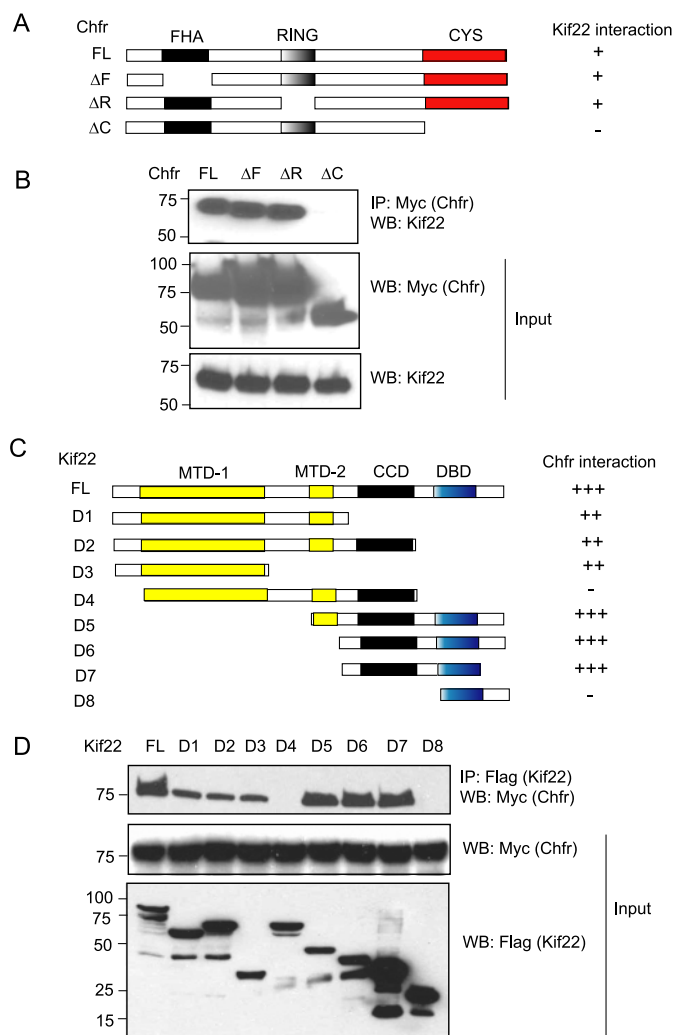 A
Chfr
FHA RING CYS Kif22 interaction
FL +
ΔF +
ΔR +
ΔC -
B
Chfr FL ΔF ΔR ΔC
75
50
IP: Myc (Chfr)
WB: Kif22
100
75
50
WB: Myc (Chfr)
75
50
WB: Kif22
Input
C
Kif22
MTD-1 MTD-2 CCD DBD Chfr interaction
FL +++
D1 ++
D2 ++
D3 ++
D4 -
D5 +++
D6 +++
D7 +++
D8 -
D
Kif22 FL D1 D2 D3 D4 D5 D6 D7 D8
75
IP: Flag (Kif22)
WB: Myc (Chfr)
75
WB: Myc (Chfr)
100
75
50
25
15
WB: Flag (Kif22)
Input